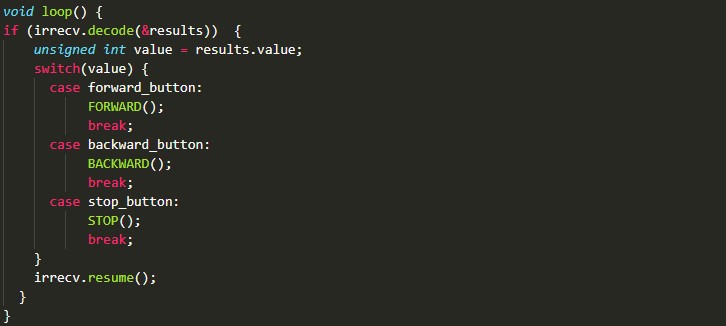 void loop() {
if (irrecv.decode(&results))  {
    unsigned int value = results.value;
    switch(value) {
      case forward_button:
           FORWARD();
           break;
      case backward_button:
           BACKWARD();
           break;
      case stop_button:
           STOP();
           break;
    }
    irrecv.resume();
  }
}